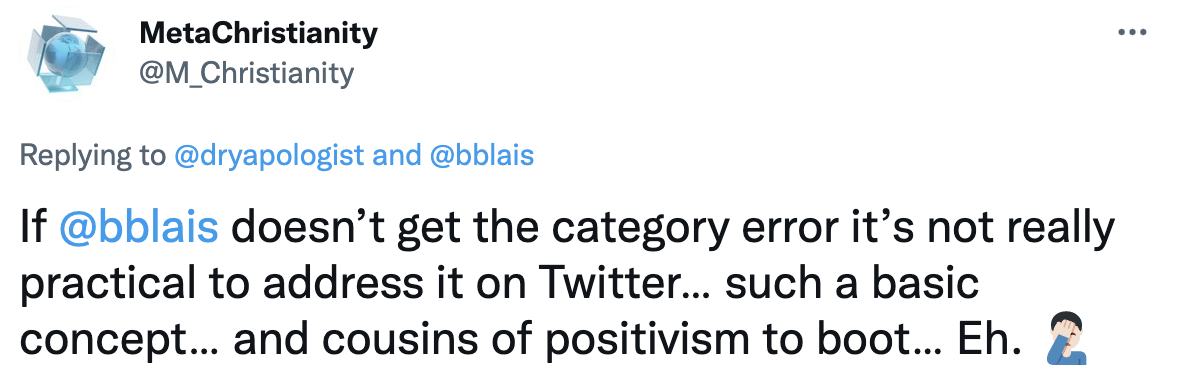 MetaChristianity
@M_Christianity
Replying to @dryapologist and @bblais
If @bblais doesn’t get the category error it’s not really
practical to address it on Twitter… such a basic
concept… and cousins of positivism to boot… Eh. 🤦🏻‍♂️